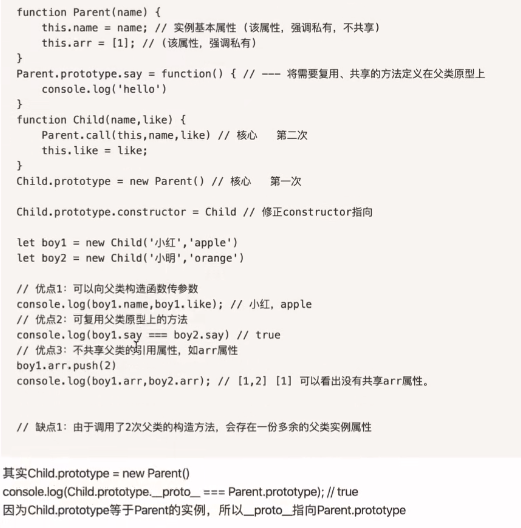 function Parent(name) {
    this.name = name; // 实例基本属性 (该属性, 强调私有, 不共享)
    this.arr = [1]; // (该属性, 强调私有)
}
Parent.prototype.say = function() { // --- 将需要复用、共享的方法定义在父类原型上
    console.log('hello')
}
function Child(name,like) {
    Parent.call(this,name,like) // 核心   第二次
    this.like = like;
}
Child.prototype = new Parent() // 核心   第一次

Child.prototype.constructor = Child // 修正constructor指向

let boy1 = new Child('小红','apple')
let boy2 = new Child('小明','orange')

// 优点1: 可以向父类构造函数传参数
console.log(boy1.name,boy1.like); // 小红, apple
// 优点2: 可复用父类原型上的方法
console.log(boy1.say === boy2.say) // true
// 优点3: 不共享父类的引用属性, 如arr属性
boy1.arr.push(2)
console.log(boy1.arr,boy2.arr); // [1,2] [1] 可以看出没有共享arr属性。

// 缺点1: 由于调用了2次父类的构造方法, 会存在一份多余的父类实例属性

其实Child.prototype = new Parent()
console.log(Child.prototype.__proto__ === Parent.prototype); // true
因为Child.prototype等于Parent的实例，所以__proto__指向Parent.prototype